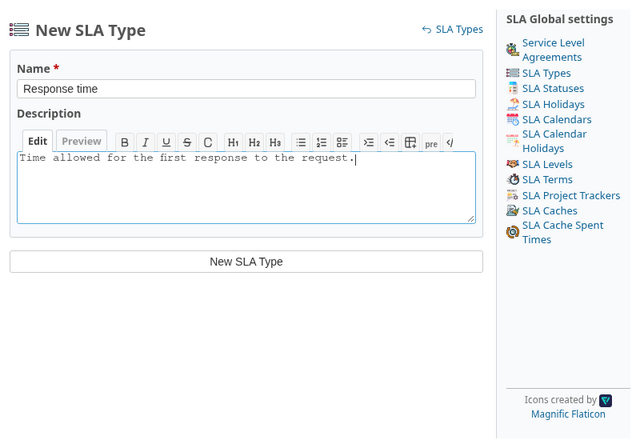 New SLA Type
SLA Types
Name *
Response time
Description
Edit Preview B I U S C H1 H2 H3 pre
Time allowed for the first response to the request.
New SLA Type
SLA Global settings
Service Level
Agreements
SLA Types
SLA Statuses
SLA Holidays
SLA Calendars
SLA Calendar
Holidays
SLA Levels
SLA Terms
SLA Project Trackers
SLA Caches
SLA Cache Spent
Times
Icons created by
Magnific Flaticon